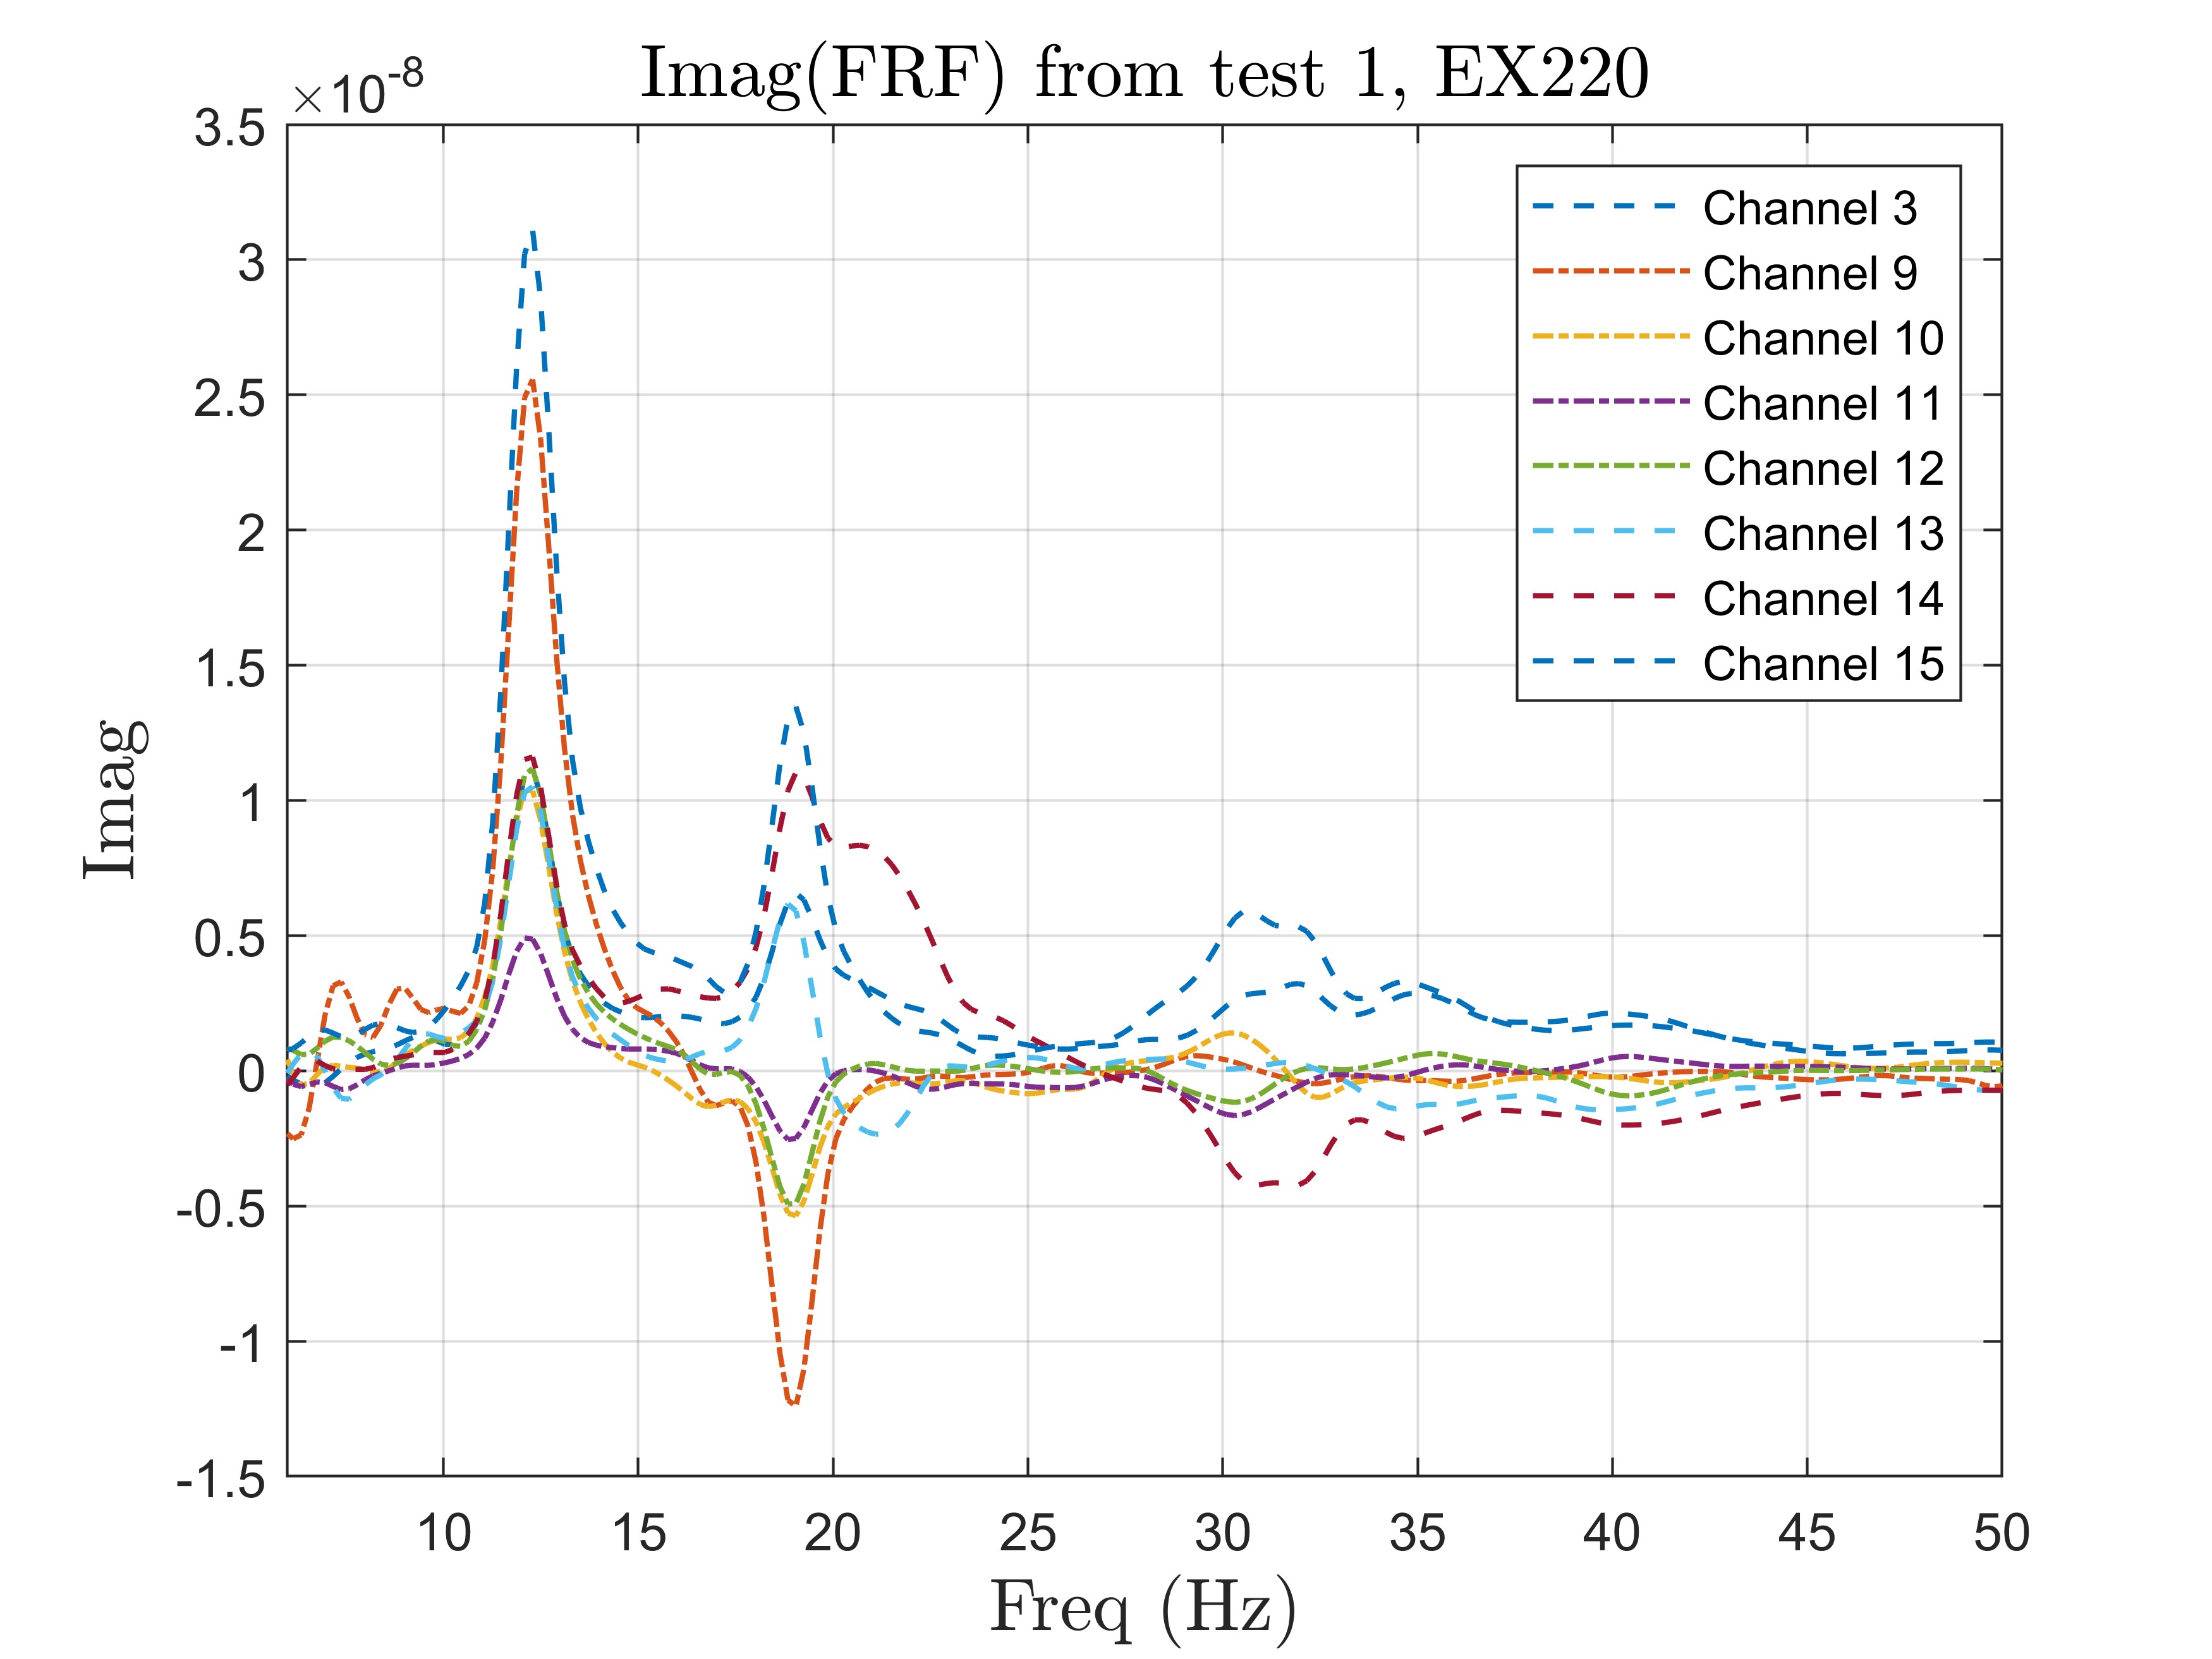 Imag(FRF) from test 1, EX220
×10-8
3.5
3
2.5
2
1.5
1
0.5
0
-0.5
-1
-1.5
Imag
Channel 3
Channel 9
Channel 10
Channel 11
Channel 12
Channel 13
Channel 14
Channel 15
10 15 20 25 30 35 40 45 50
Freq (Hz)